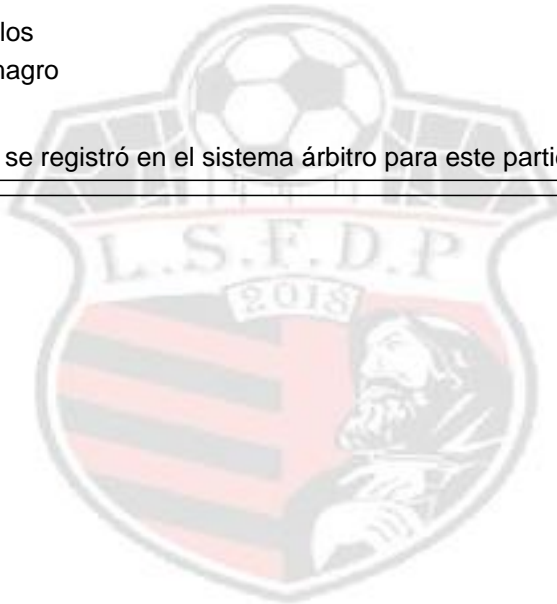 los
nagro
se registró en el sistema árbitro para este parti
L.S.F.D.P
2018